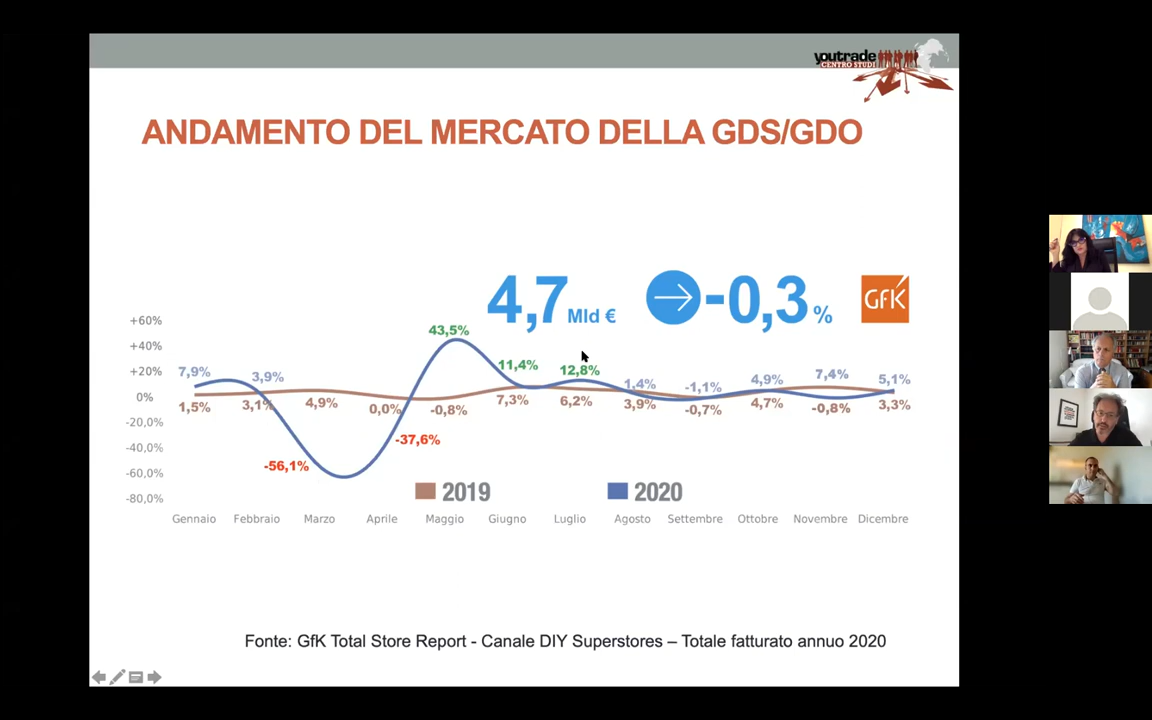 youtrade
CENTRO STUDI
ANDAMENTO DEL MERCATO DELLA GDS/GDO
4,7 Mld € -0,3 %
GfK
+60%
+40%
+20%
0%
-20,0%
-40,0%
-60,0%
-80,0%
7,9% 3,9% -56,1% -37,6% 43,5% 11,4% 12,8% 1,4% -1,1% 4,9% 7,4% 5,1%
1,5% 3,1% 4,9% 0,0% -0,8% 7,3% 6,2% 3,9% -0,7% 4,7% -0,8% 3,3%
2019 2020
Gennaio Febbraio Marzo Aprile Maggio Giugno Luglio Agosto Settembre Ottobre Novembre Dicembre
Fonte: GfK Total Store Report - Canale DIY Superstores – Totale fatturato annuo 2020